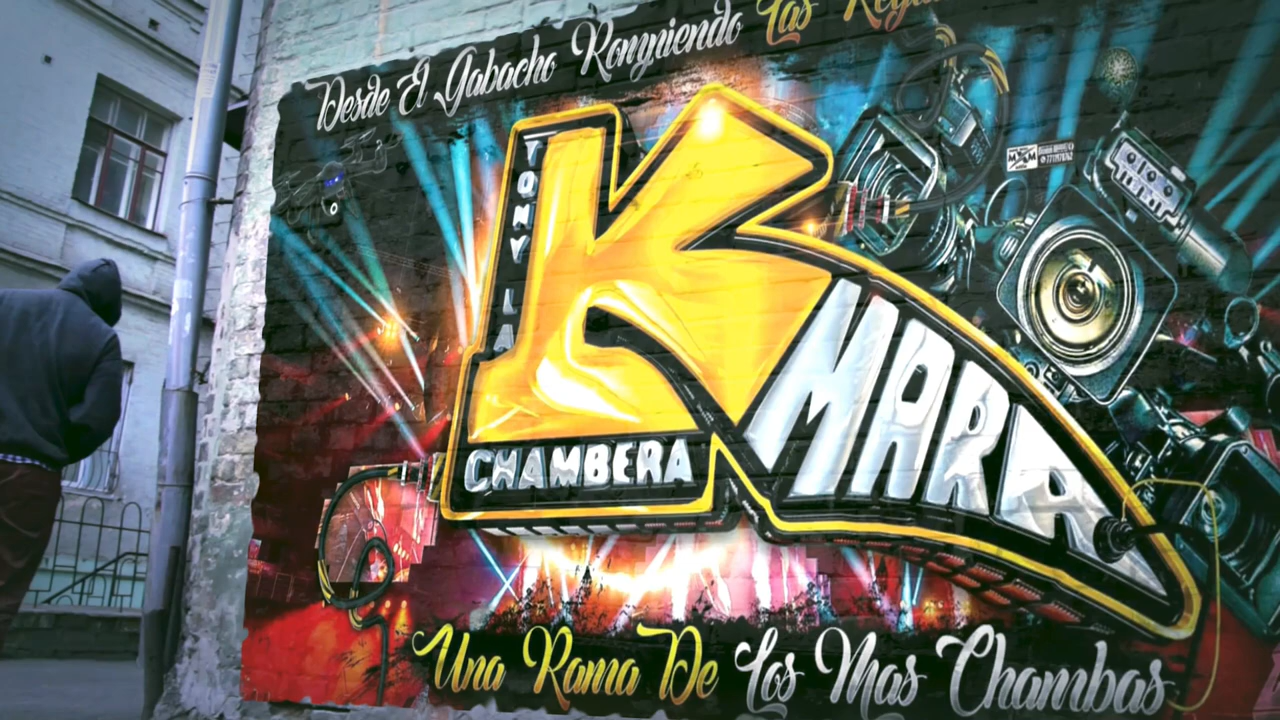 Desde El Gabacho Rompiendo Las
TONY LA
K
MARA
CHAMBERA
Una Rama De Los Mas Chambas